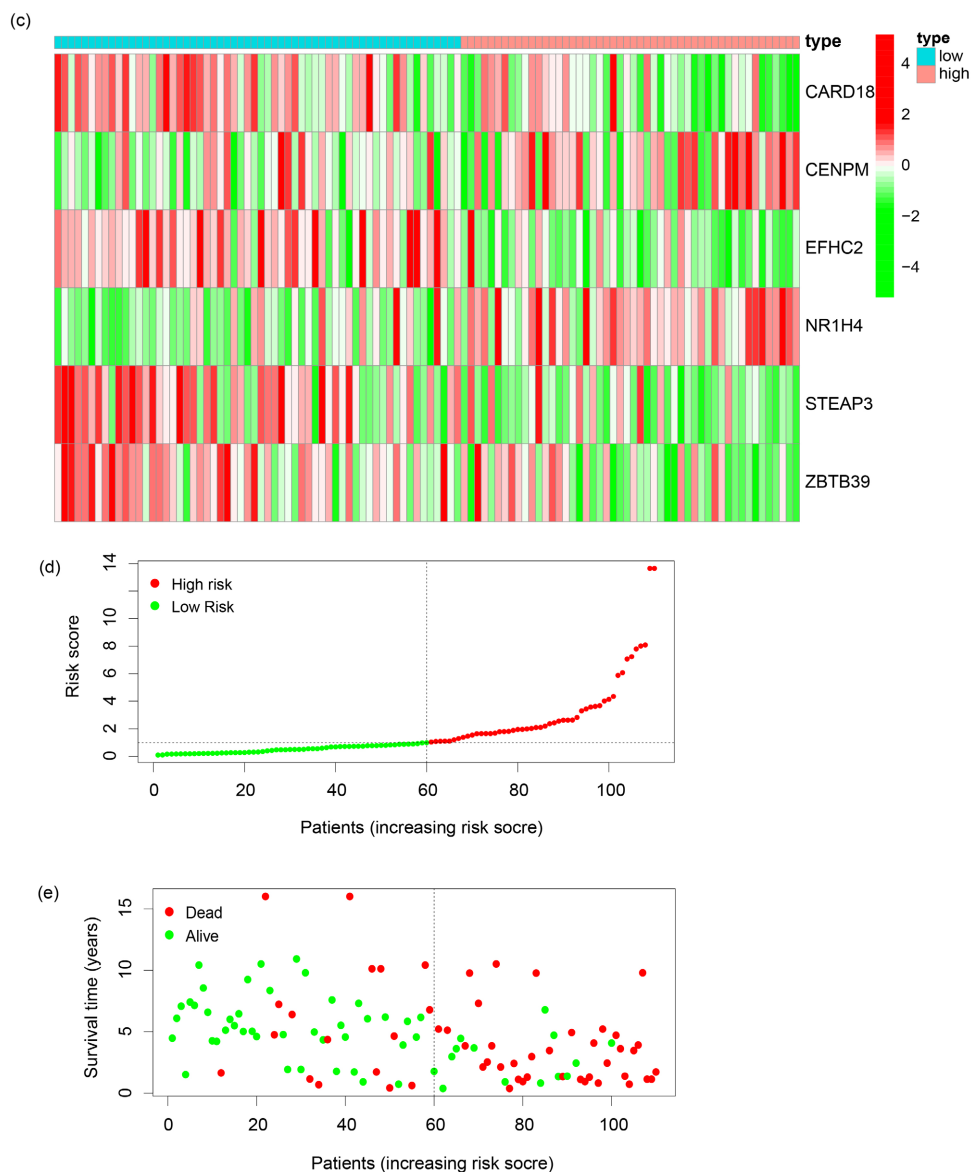 (c)
type
CARD18
CENPM
EFHC2
NR1H4
STEAP3
ZBTB39
4
2
0
−2
−4
type
low
high
(d)
High risk
Low Risk
Risk score
14
10
8
6
4
2
0
0 20 40 60 80 100
Patients (increasing risk socre)
(e)
Dead
Alive
Survival time (years)
15
10
5
0
0 20 40 60 80 100
Patients (increasing risk socre)